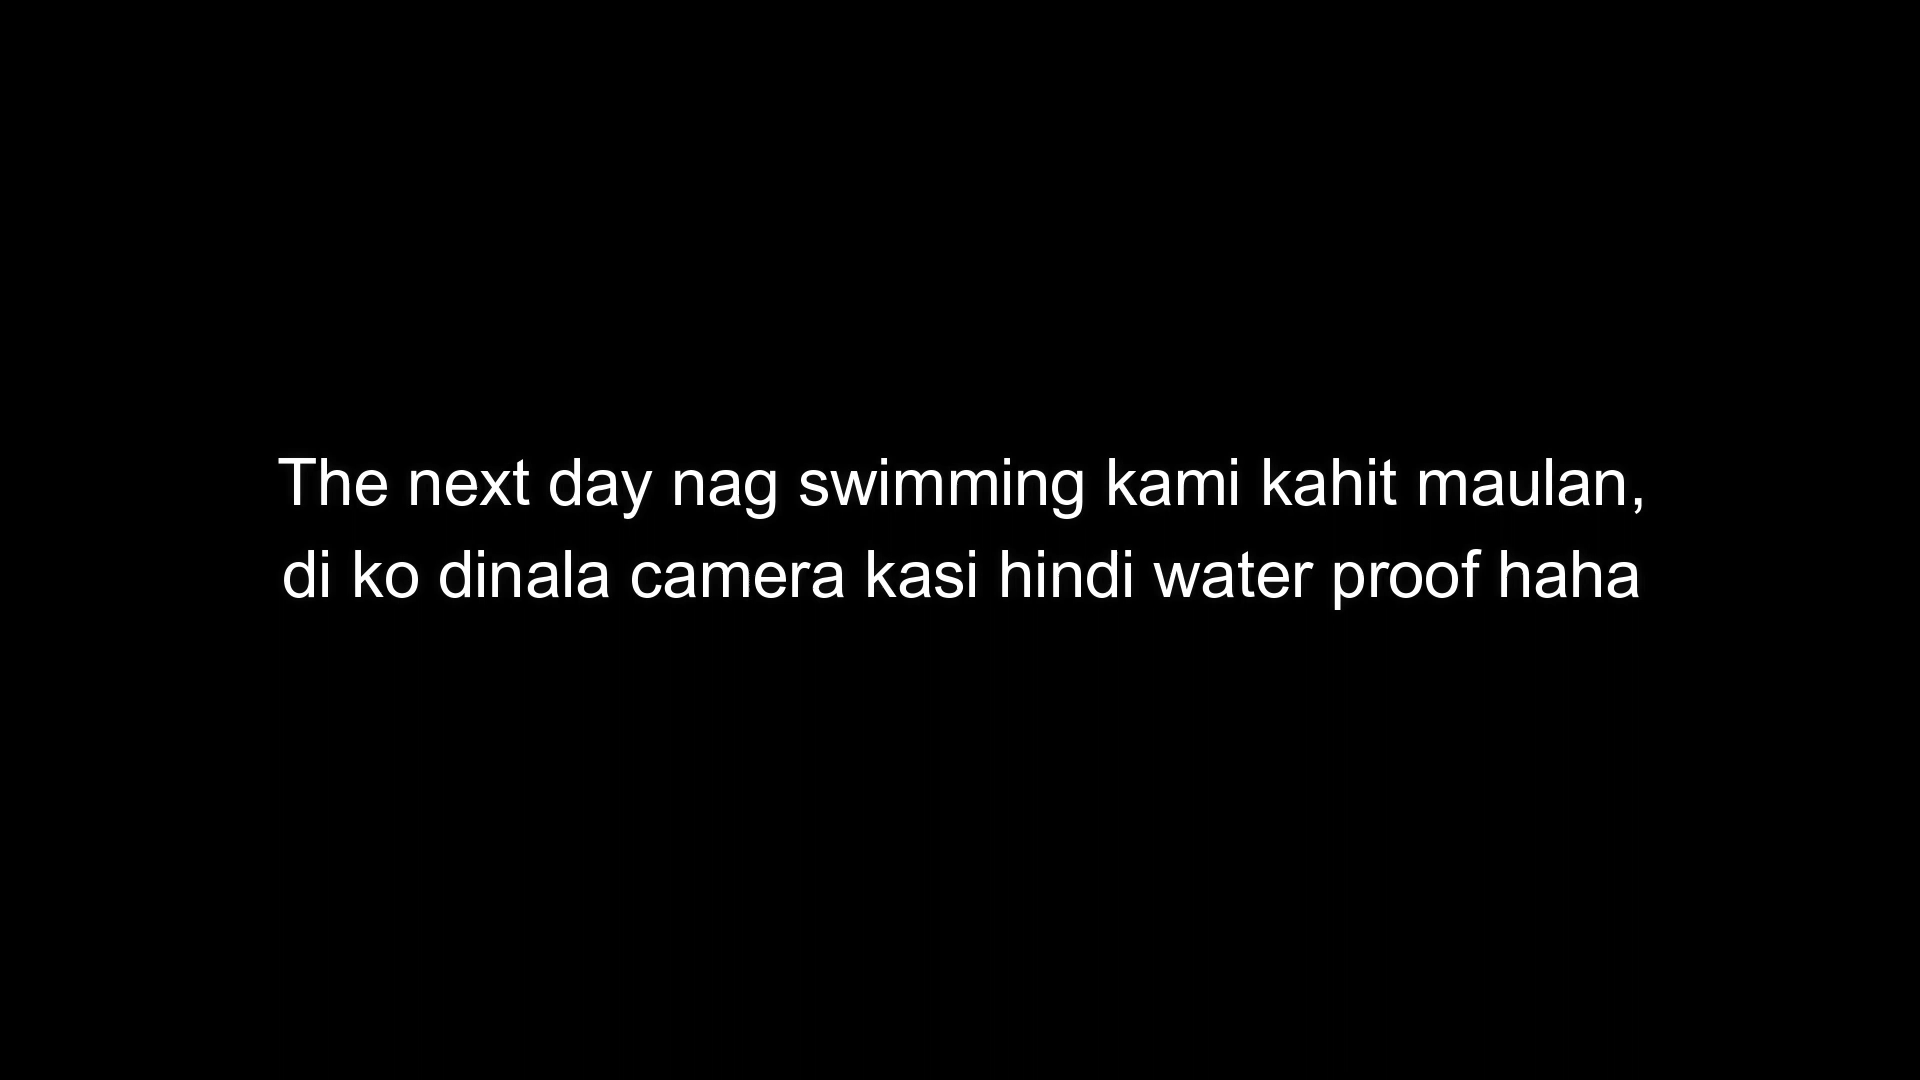 The next day nag swimming kami kahit maulan,
di ko dinala camera kasi hindi water proof haha